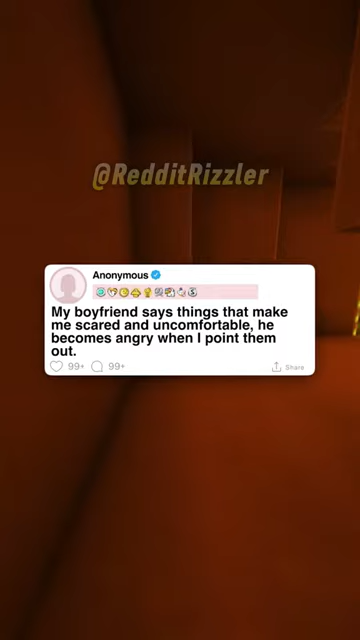 @RedditRizzler
Anonymous
My boyfriend says things that make
me scared and uncomfortable, he
becomes angry when I point them
out.
99+ 99+ Share